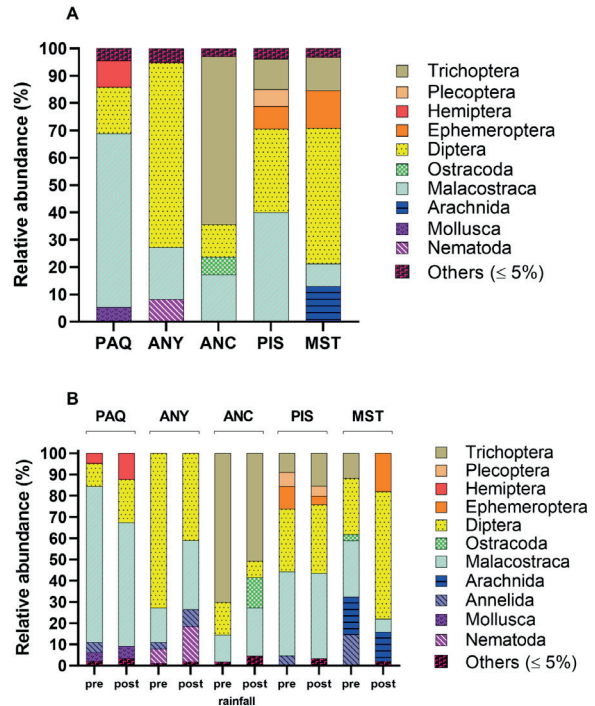 A
Relative abundance (%)
100
90
80
70
60
50
40
30
20
10
0
PAQ ANY ANC PIS MST
Trichoptera
Plecoptera
Hemiptera
Ephemeroptera
Diptera
Ostracoda
Malacostraca
Arachnida
Mollusca
Nematoda
Others (≤ 5%)
B
PAQ ANY ANC PIS MST
Relative abundance (%)
100
90
80
70
60
50
40
30
20
10
0
pre post pre post pre post pre post pre post
rainfall
Trichoptera
Plecoptera
Hemiptera
Ephemeroptera
Diptera
Ostracoda
Malacostraca
Arachnida
Annelida
Mollusca
Nematoda
Others (≤ 5%)